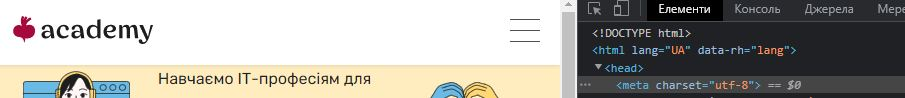 academy
Навчаємо ІТ-професіям для
Елементи Консоль Джерела
<!DOCTYPE html>
<html lang="UA" data-rh="lang">
<head>
<meta charset="utf-8"> == $0